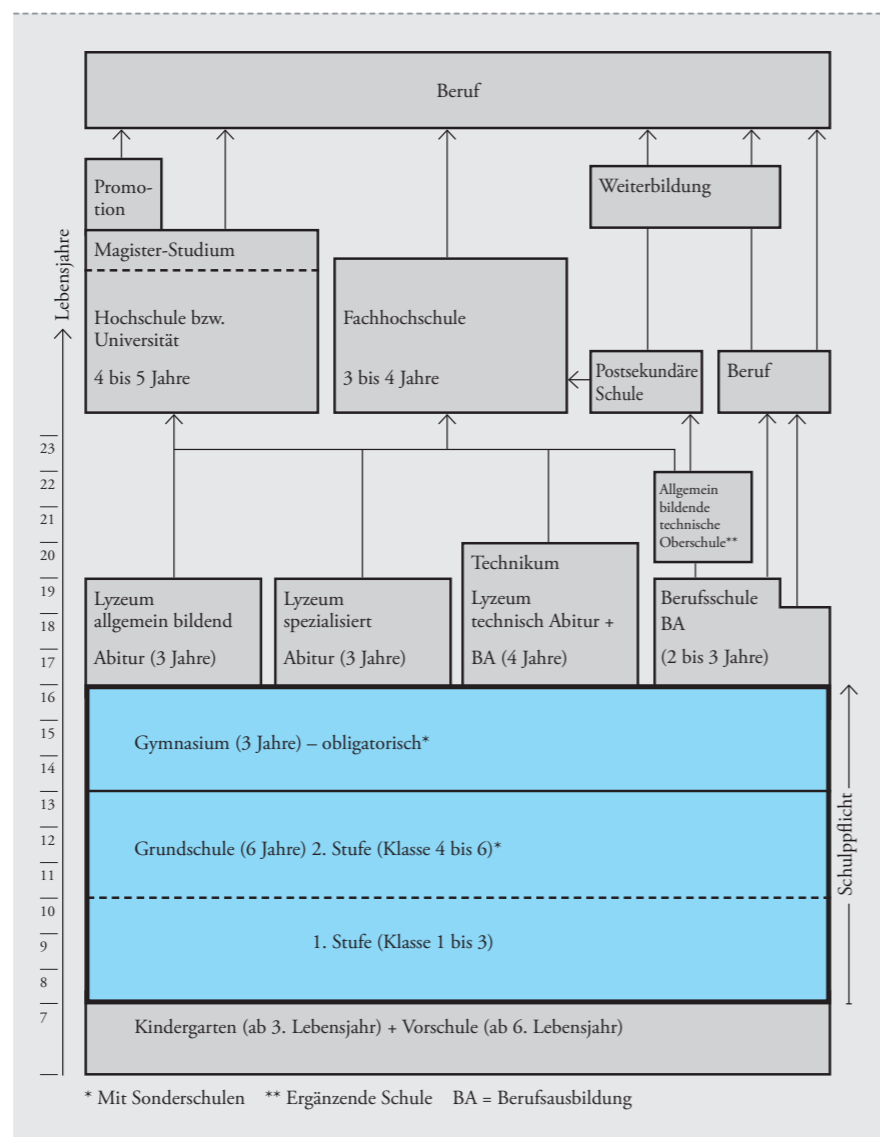 Beruf
Promo-
tion
Weiterbildung
Magister-Studium
Hochschule bzw.
Universität
4 bis 5 Jahre
Fachhochschule
3 bis 4 Jahre
Postsekundäre
Schule
Beruf
Lebensjahre
23
22
21
20
19
18
17
16
15
14
13
12
11
10
9
8
7
Allgemein
bildende
technische
Oberschule**
Lyzeum
allgemein bildend
Abitur (3 Jahre)
Lyzeum
spezialisiert
Abitur (3 Jahre)
Technikum
Lyzeum
technisch Abitur +
BA (4 Jahre)
Berufsschule
BA
(2 bis 3 Jahre)
Gymnasium (3 Jahre) – obligatorisch*
Grundschule (6 Jahre) 2. Stufe (Klasse 4 bis 6)*
1. Stufe (Klasse 1 bis 3)
Schulppflicht
Kindergarten (ab 3. Lebensjahr) + Vorschule (ab 6. Lebensjahr)
* Mit Sonderschulen ** Ergänzende Schule BA = Berufsausbildung